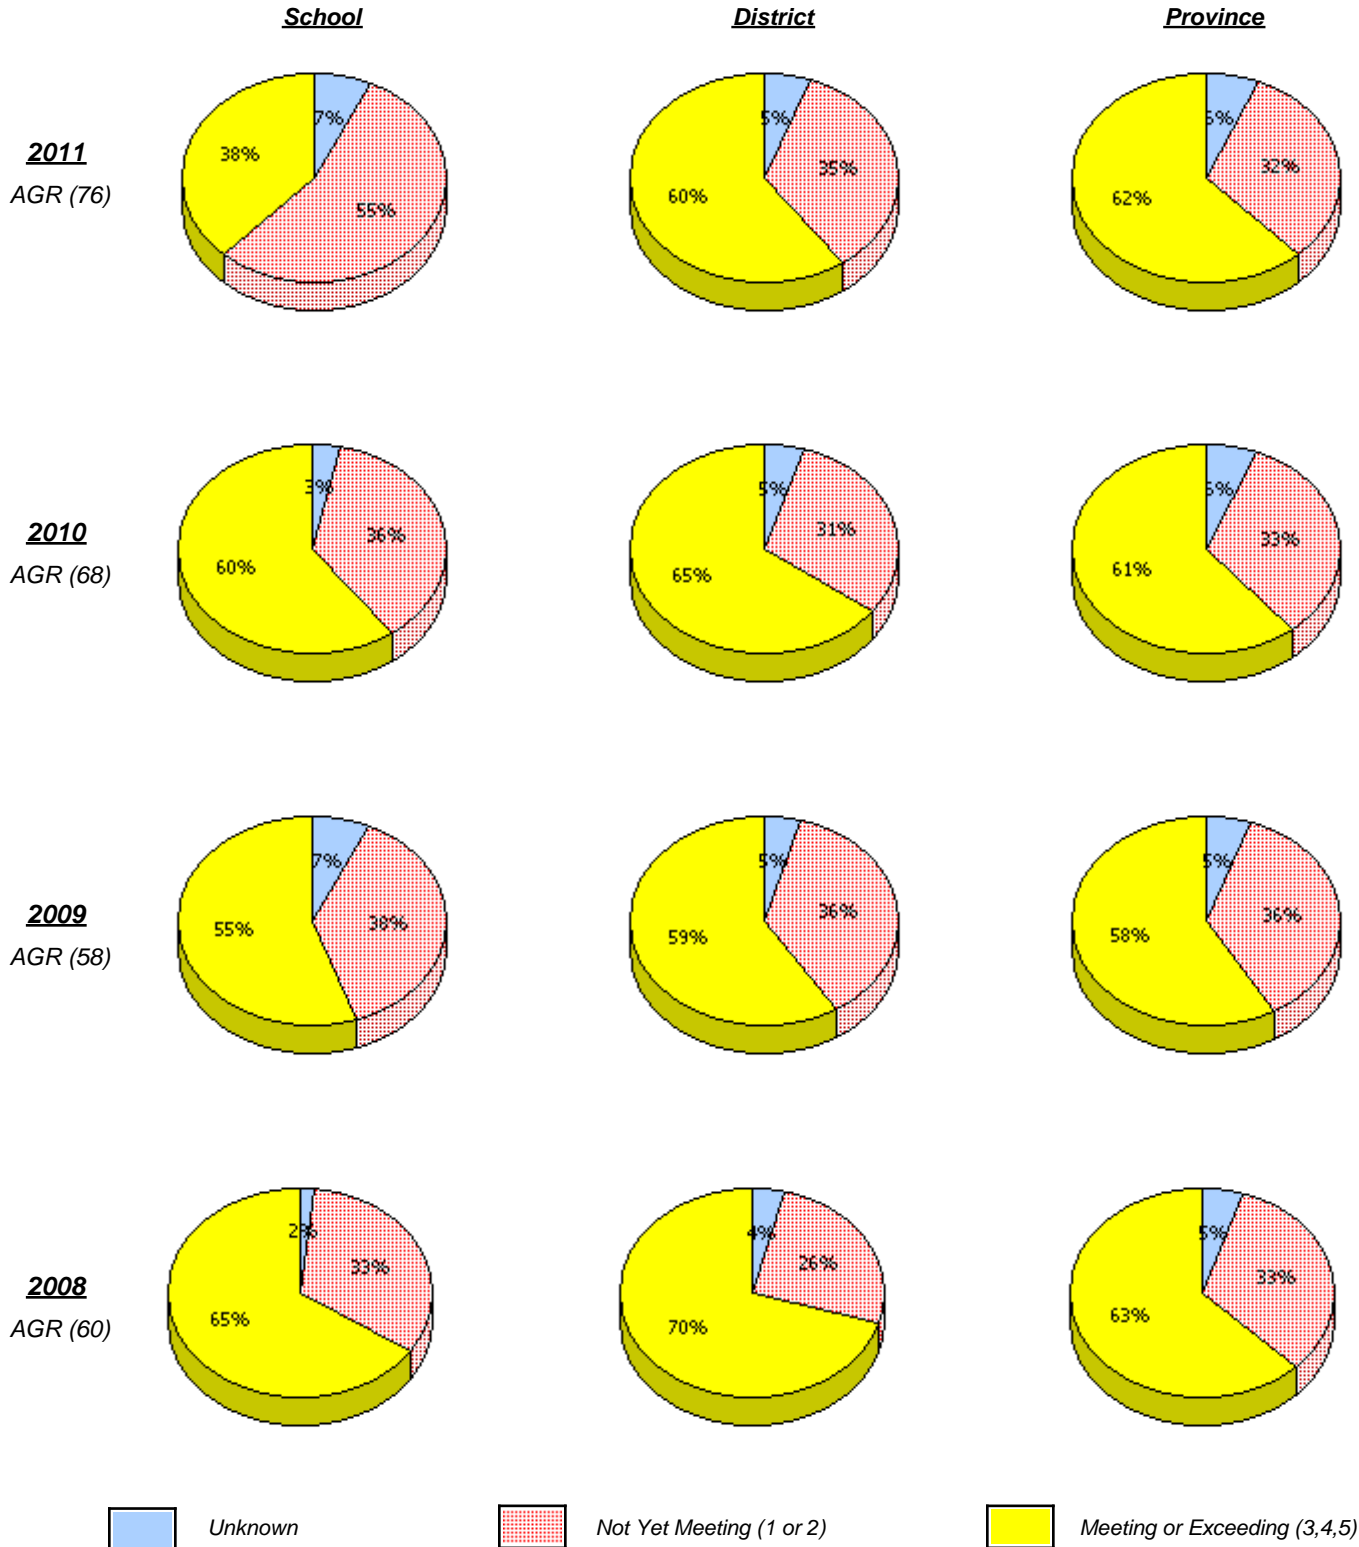 School District Province
7% 5% 6%
2011
38% 35% 32%
AGR (76)
55% 60% 62%
3% 5% 6%
2010
36% 31% 33%
AGR (68)
60% 65% 61%
7% 5% 5%
2009
38% 36% 36%
AGR (58)
55% 59% 58%
2% 4% 5%
2008
33% 26% 33%
AGR (60)
65% 70% 63%
Unknown Not Yet Meeting (1 or 2) Meeting or Exceeding (3,4,5)